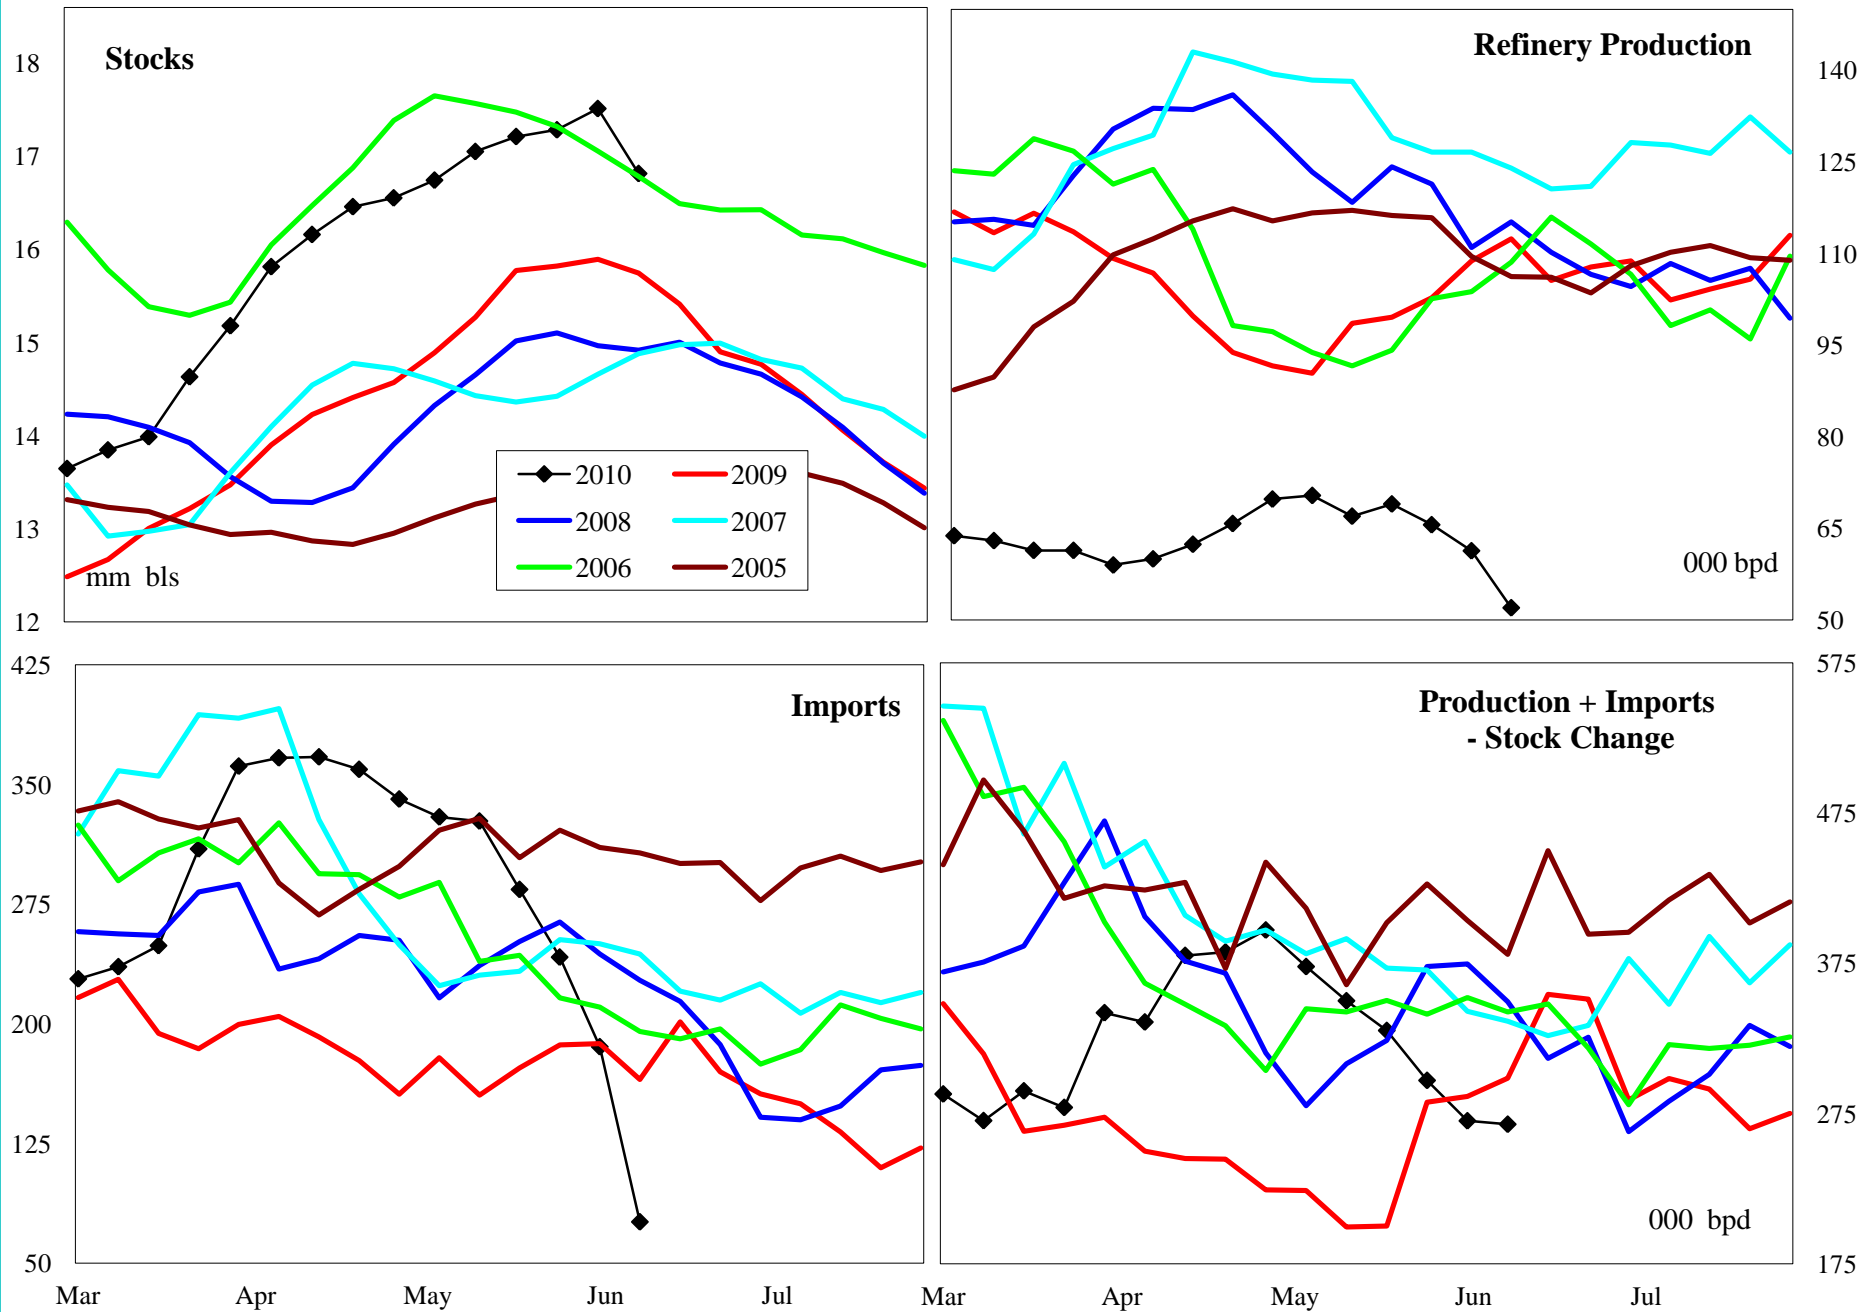 Stocks
18
17
16
15
14
13
12
mm bls
2010
2009
2008
2007
2006
2005
Refinery Production
140
125
110
95
80
65
50
000 bpd
Imports
425
350
275
200
125
50
Mar
Apr
May
Jun
Jul
Production + Imports
- Stock Change
575
475
375
275
175
000 bpd
Mar
Apr
May
Jun
Jul